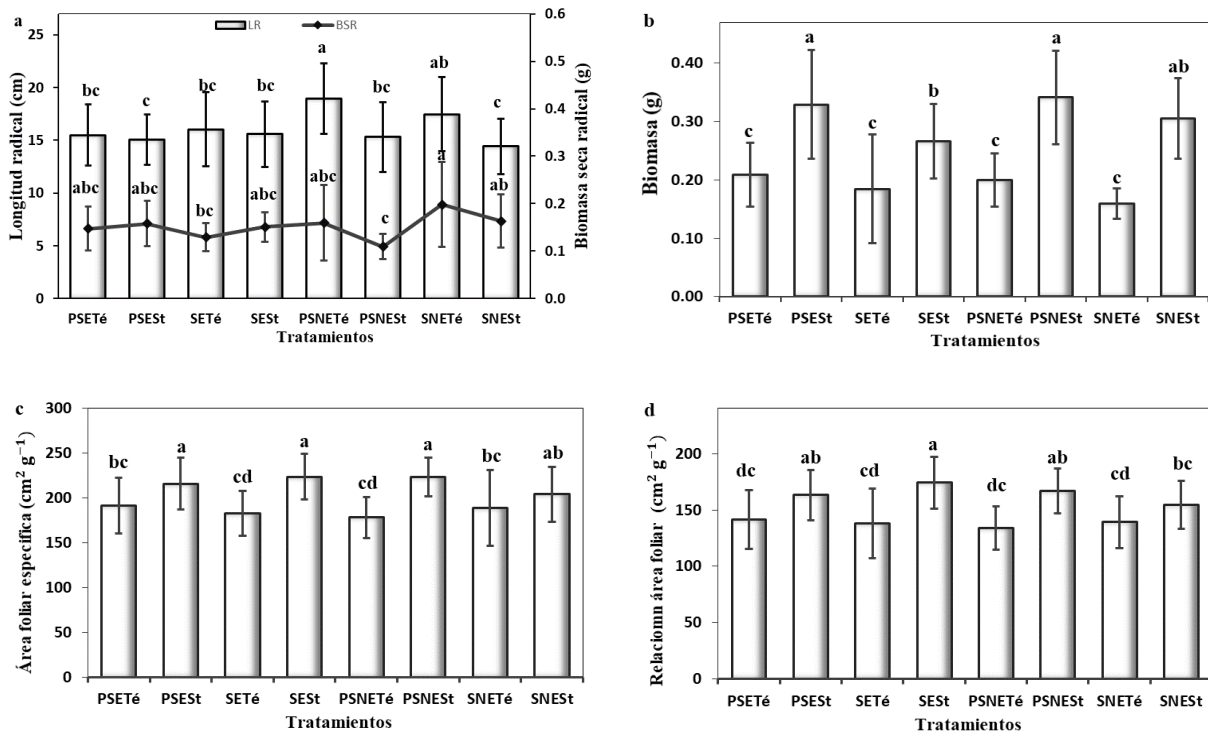 a
LR
BSR
Longitud radical (cm)
25
20
15
10
5
0
bc
c
bc
bc
a
bc
ab
c
abc
abc
bc
abc
abc
c
a
ab
0.6
0.5
0.4
0.3
0.2
0.1
0.0
Biomasa seca radical (g)
PSETé PSESt SETé SESt PSNETé PSNESt SNETé SNESt
Tratamientos
b
Biomasa (g)
0.40
0.30
0.20
0.10
0.00
c
a
c
b
c
a
c
ab
PSETé PSESt SETé SESt PSNETé PSNESt SNETé SNESt
Tratamientos
c
Área foliar especifica (cm² g⁻¹)
300
250
200
150
100
50
0
bc
a
cd
a
cd
a
bc
ab
PSETé PSESt SETé SESt PSNETé PSNESt SNETé SNESt
Tratamientos
d
Relaciomn área foliar (cm² g⁻¹)
200
150
100
50
0
dc
ab
cd
a
dc
ab
cd
bc
PSETé PSESt SETé SESt PSNETé PSNESt SNETé SNESt
Tratamientos